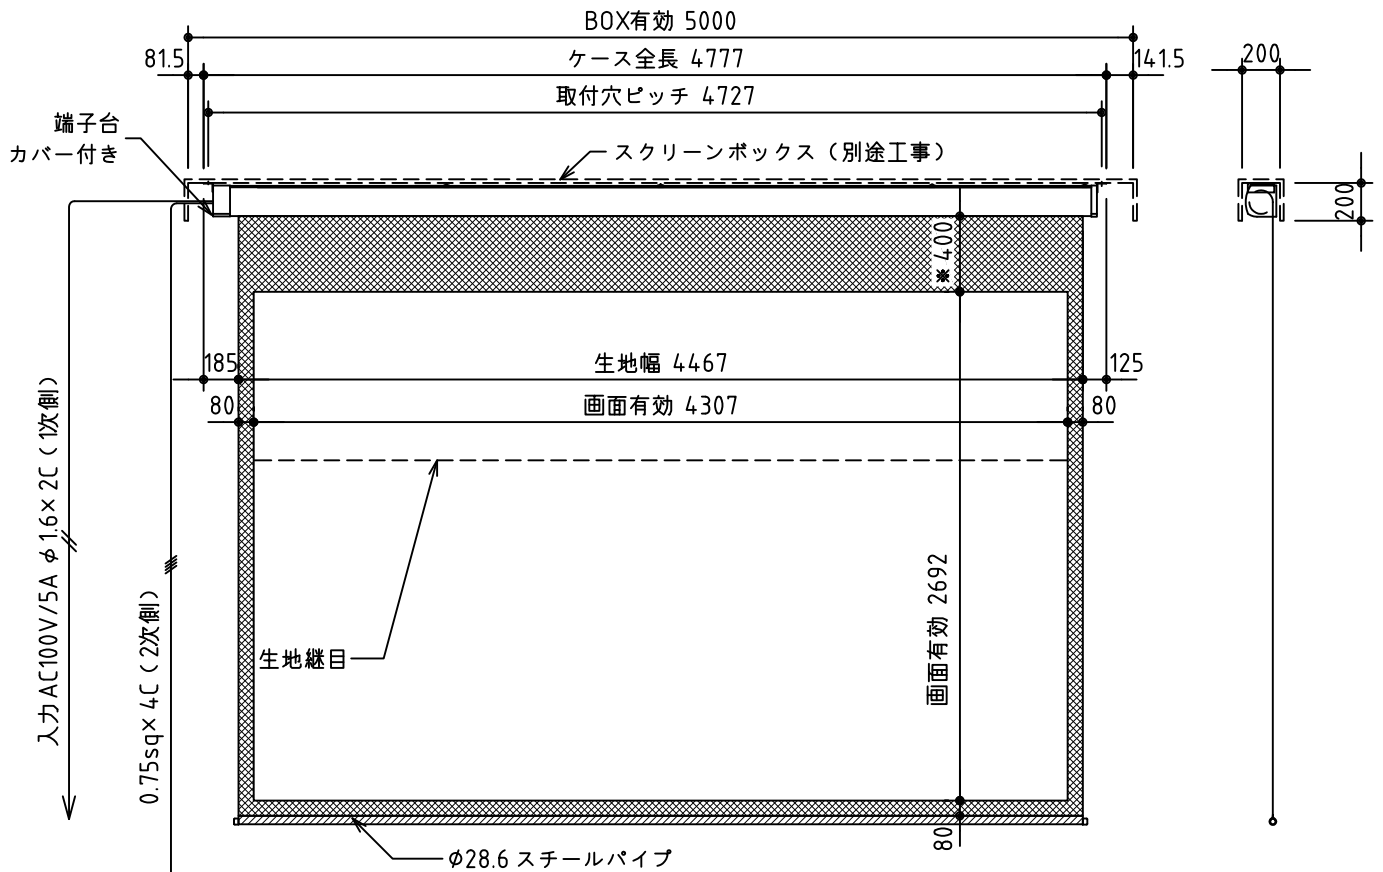 BOX有効 5000
81.5
ケース全長 4777
141.5
200
取付穴ピッチ 4727
端子台
カバー付き
スクリーンボックス（別途工事）
200
※ 400
185
生地幅 4467
125
80
画面有効 4307
80
入力AC100V/5A φ1.6×2C（1次側）
0.75sq×4C（2次側）
画面有効 2692
生地継目
80
φ28.6 スチールパイプ